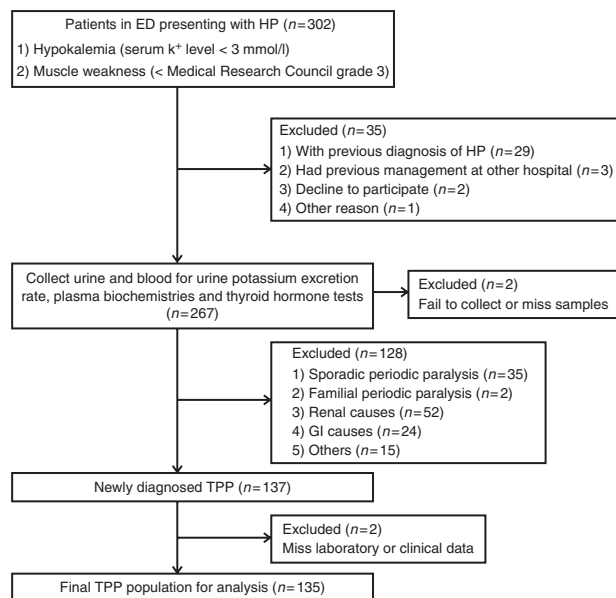 Patients in ED presenting with HP (n=302)
1) Hypokalemia (serum k⁺ level < 3 mmol/l)
2) Muscle weakness (< Medical Research Council grade 3)
Excluded (n=35)
1) With previous diagnosis of HP (n=29)
2) Had previous management at other hospital (n=3)
3) Decline to participate (n=2)
4) Other reason (n=1)
Collect urine and blood for urine potassium excretion
rate, plasma biochemistries and thyroid hormone tests
(n=267)
Excluded (n=2)
Fail to collect or miss samples
Excluded (n=128)
1) Sporadic periodic paralysis (n=35)
2) Familial periodic paralysis (n=2)
3) Renal causes (n=52)
4) GI causes (n=24)
5) Others (n=15)
Newly diagnosed TPP (n=137)
Excluded (n=2)
Miss laboratory or clinical data
Final TPP population for analysis (n=135)